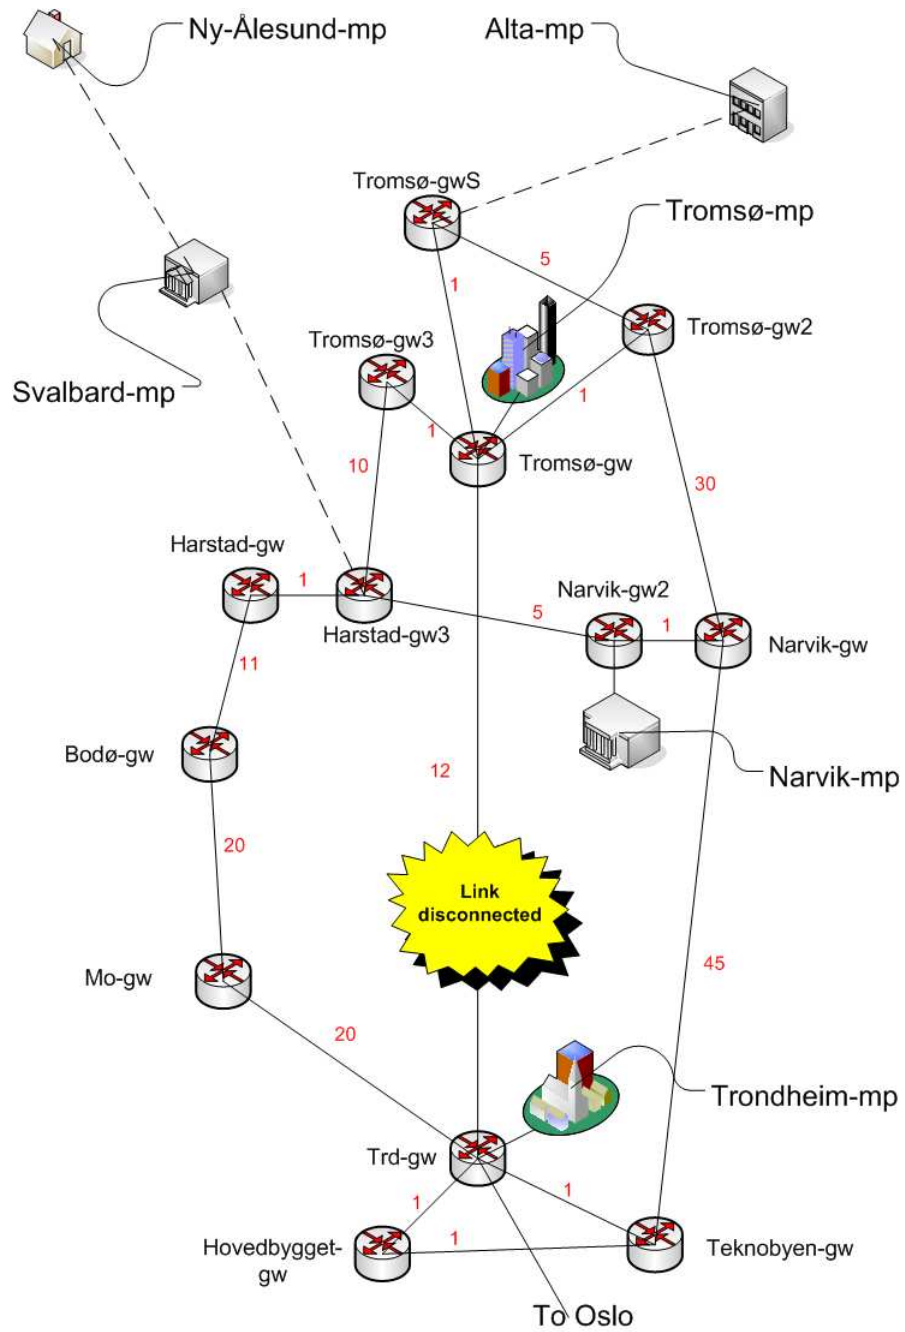 Ny-Ålesund-mp
Alta-mp
Tromsø-gwS
Tromsø-mp
5
1
Tromsø-gw2
Tromsø-gw3
Svalbard-mp
1
1
Tromsø-gw
10
30
Harstad-gw
1
Narvik-gw2
5
1
Harstad-gw3
Narvik-gw
11
Bodø-gw
12
Narvik-mp
20
Link
disconnected
45
Mo-gw
20
Trondheim-mp
Trd-gw
1
1
Hovedbygget-
gw
1
Teknobyen-gw
To Oslo